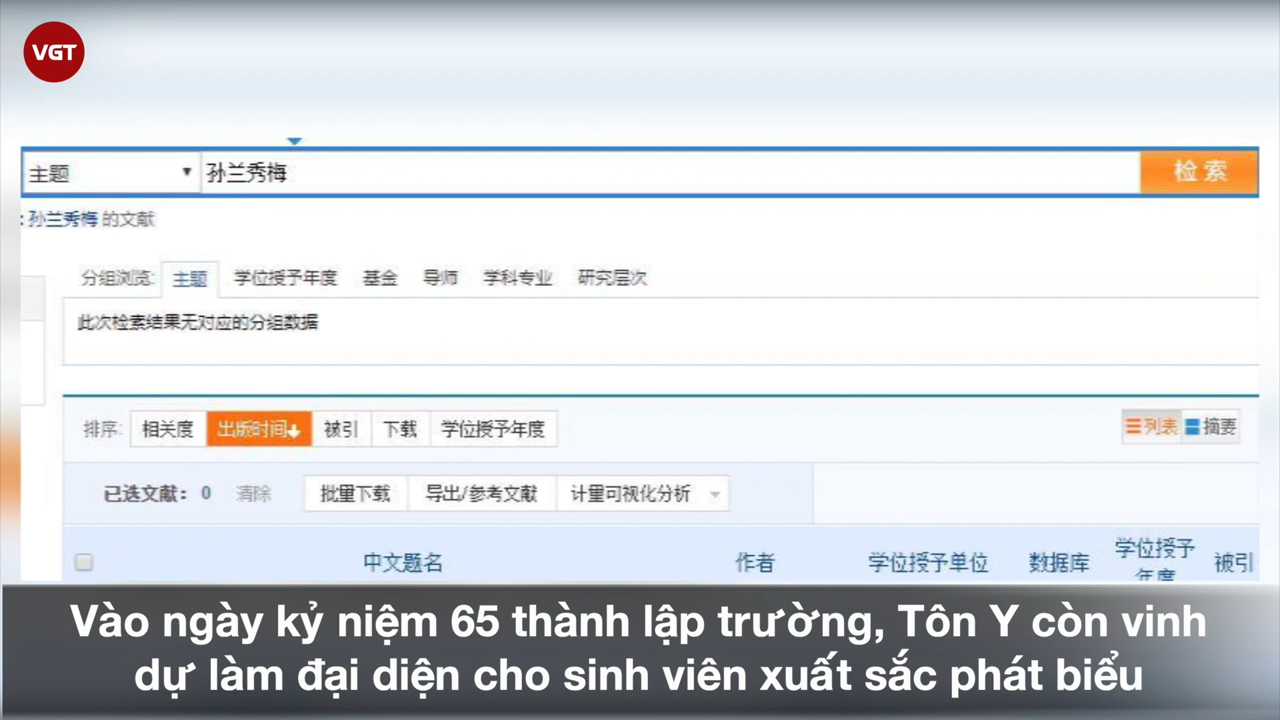 VGT
主题 ▼ 孙兰秀梅 检索
: 孙兰秀梅 的文献
分组浏览: 主题 学位授予年度 基金 导师 学科专业 研究层次
此次检索结果无对应的分组数据
排序: 相关度 出版时间↓ 被引 下载 学位授予年度 列表 摘要
已选文献: 0 清除 批量下载 导出/参考文献 计量可视化分析
中文题名 作者 学位授予单位 数据库 学位授予年度 被引
Vào ngày kỷ niệm 65 thành lập trường, Tôn Y còn vinh
dự làm đại diện cho sinh viên xuất sắc phát biểu